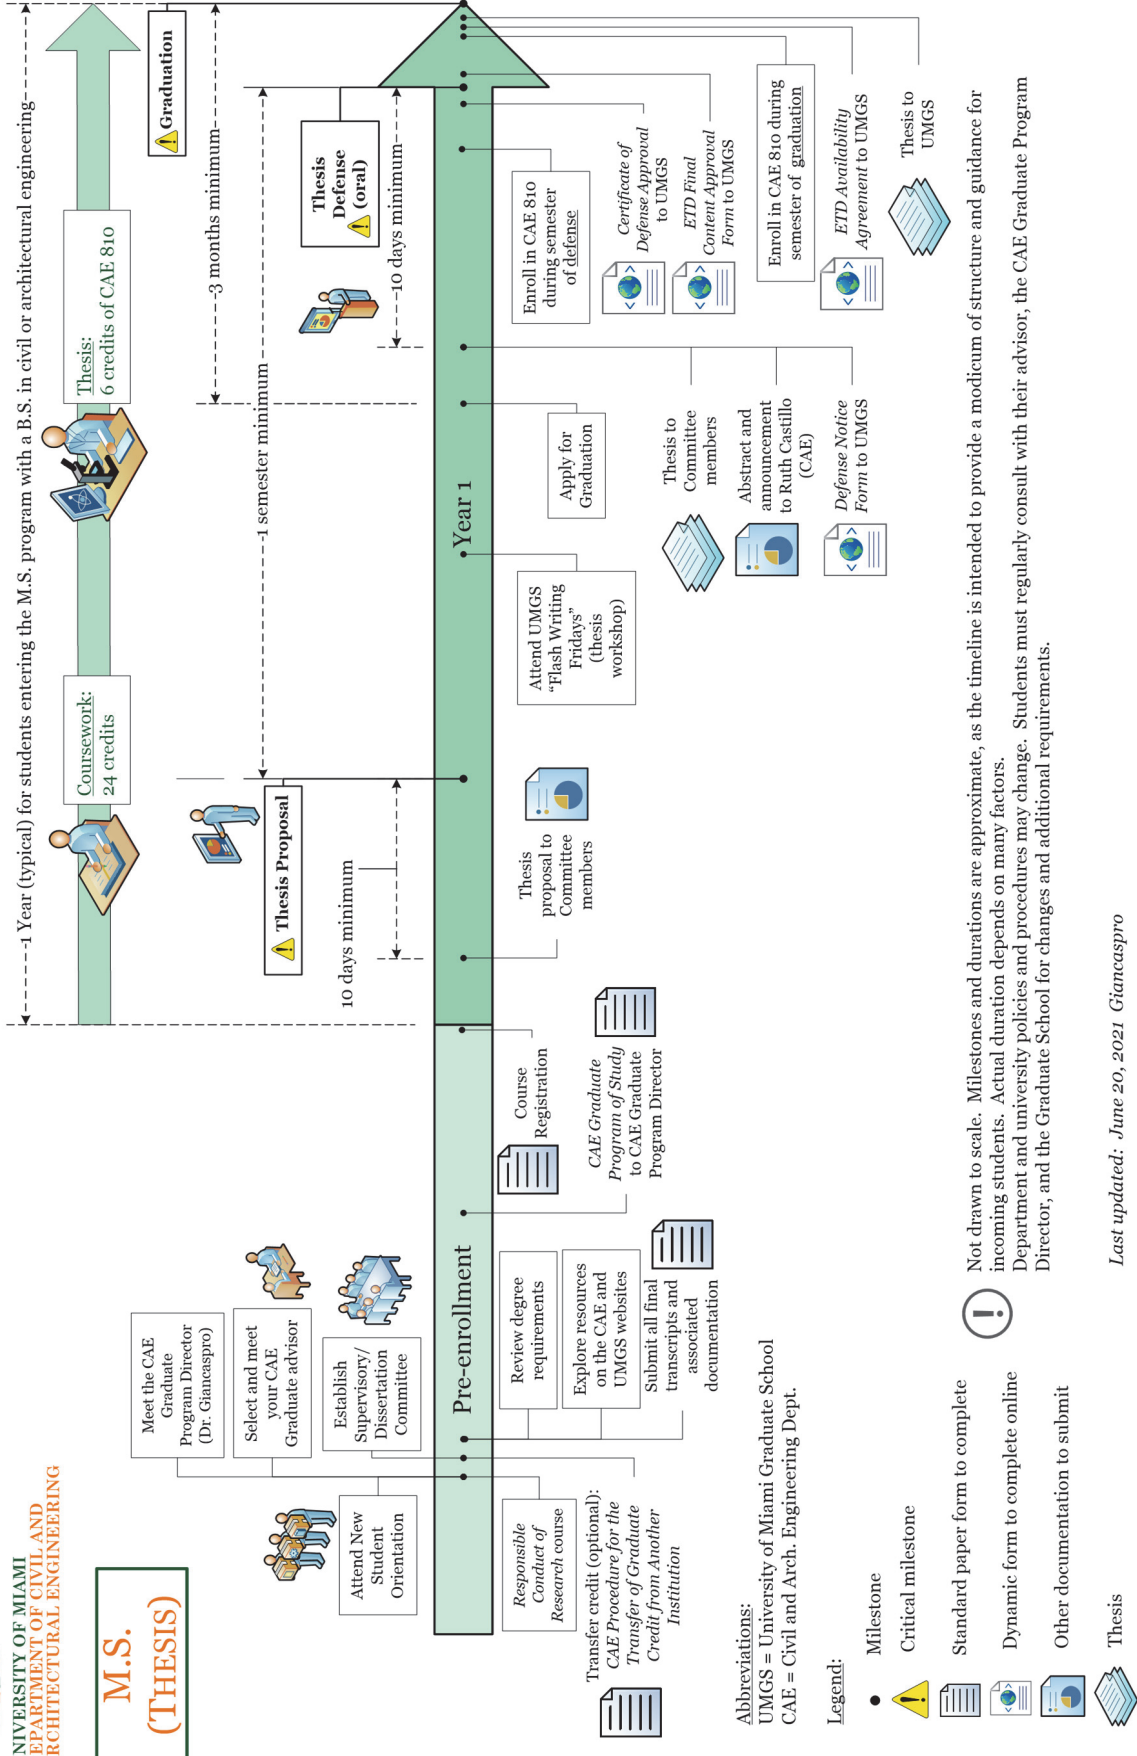 NIVERSITY OF MIAMI
EPARTMENT OF CIVIL AND
RCHITECTURAL ENGINEERING
M.S.
(THESIS)
1 Year (typical) for students entering the M.S. program with a B.S. in civil or architectural engineering
Coursework:
24 credits
Thesis:
6 credits of CAE 810
Graduation
3 months minimum
1 semester minimum
Thesis Proposal
10 days minimum
Thesis
Defense
(oral)
10 days minimum
Meet the CAE
Graduate
Program Director
(Dr. Giancaspro)
Select and meet
your CAE
Graduate advisor
Establish
Supervisory/
Dissertation
Committee
Attend New
Student
Orientation
Pre-enrollment
Year 1
Responsible
Conduct of
Research course
Transfer credit (optional):
CAE Procedure for the
Transfer of Graduate
Credit from Another
Institution
Review degree
requirements
Explore resources
on the CAE and
UMGS websites
Submit all final
transcripts and
associated
documentation
Course
Registration
CAE Graduate
Program of Study
to CAE Graduate
Program Director
Thesis
proposal to
Committee
members
Attend UMGS
“Flash Writing
Fridays”
(thesis
workshop)
Apply for
Graduation
Thesis to
Committee
members
Abstract and
announcement
to Ruth Castillo
(CAE)
Defense Notice
Form to UMGS
Enroll in CAE 810
during semester
of defense
Certificate of
Defense Approval
to UMGS
ETD Final
Content Approval
Form to UMGS
Enroll in CAE 810 during
semester of graduation
ETD Availability
Agreement to UMGS
Thesis to
UMGS
Abbreviations:
UMGS = University of Miami Graduate School
CAE = Civil and Arch. Engineering Dept.
Legend:
Milestone
Critical milestone
Standard paper form to complete
Dynamic form to complete online
Other documentation to submit
Thesis
Not drawn to scale. Milestones and durations are approximate, as the timeline is intended to provide a modicum of structure and guidance for
incoming students. Actual duration depends on many factors.
Department and university policies and procedures may change. Students must regularly consult with their advisor, the CAE Graduate Program
Director, and the Graduate School for changes and additional requirements.
Last updated: June 20, 2021 Giancaspro